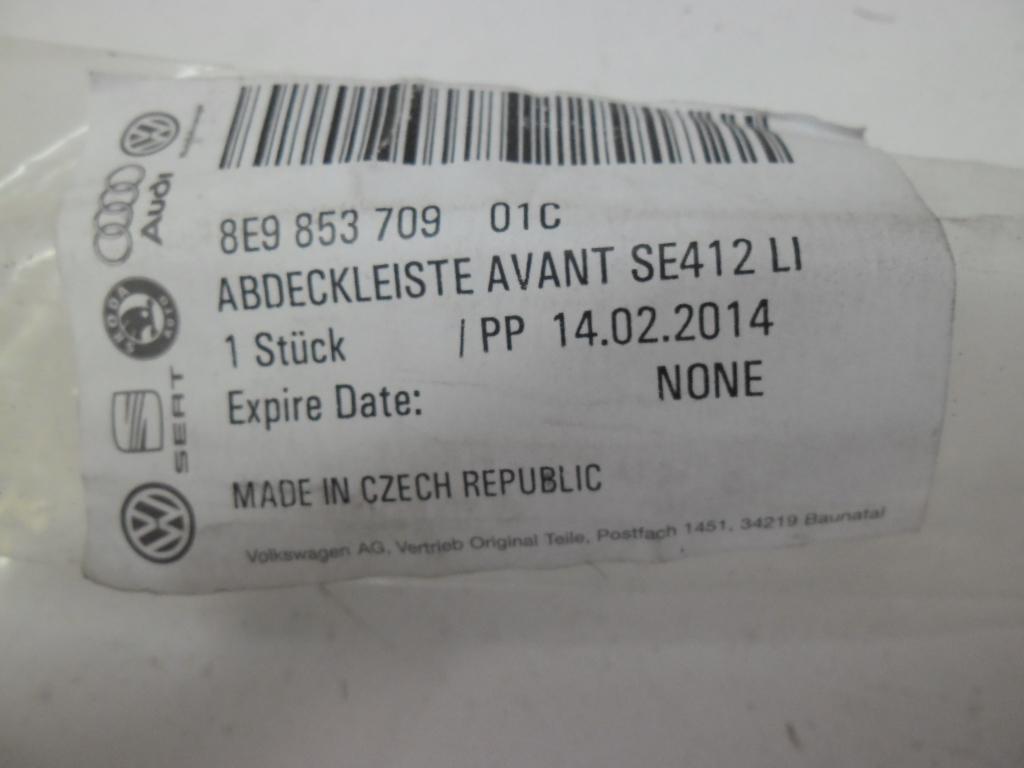 8E9 853 709 01C
ABDECKLEISTE AVANT SE412 LI
1 Stück / PP 14.02.2014
Expire Date: NONE
MADE IN CZECH REPUBLIC
Volkswagen AG, Vertrieb Original Teile, Postfach 1451, 34219 Baunatal
Audi
SKODA
SEAT